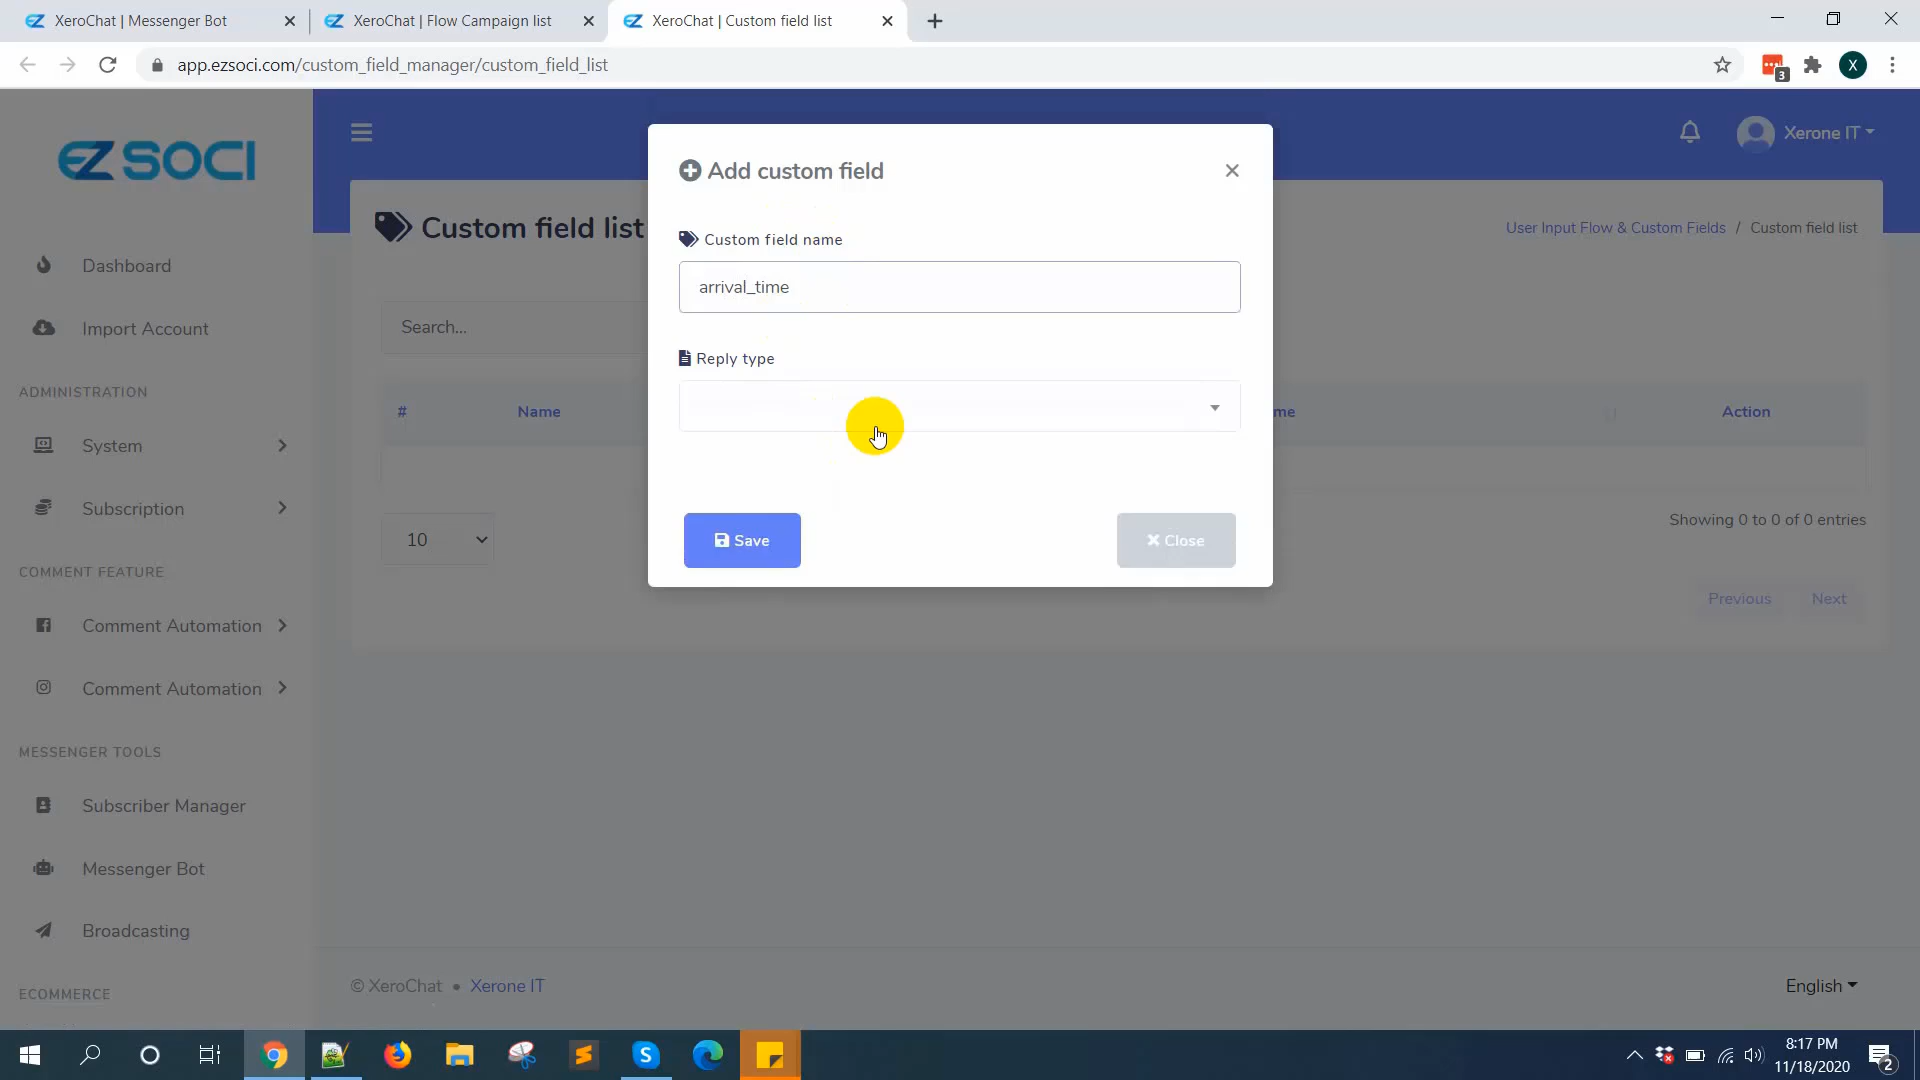 XeroChat | Messenger Bot
XeroChat | Flow Campaign list
XeroChat | Custom field list
app.ezsoci.com/custom_field_manager/custom_field_list
3
X
EZ SOCI
Xerone IT
Add custom field
Custom field list
User Input Flow & Custom Fields / Custom field list
Custom field name
arrival_time
Dashboard
Import Account
Search...
Reply type
ADMINISTRATION
# Name me Action
System
Subscription
Showing 0 to 0 of 0 entries
10
Save
Close
COMMENT FEATURE
Previous Next
Comment Automation
Comment Automation
MESSENGER TOOLS
Subscriber Manager
Messenger Bot
Broadcasting
© XeroChat • Xerone IT
English
ECOMMERCE
8:17 PM
11/18/2020
2